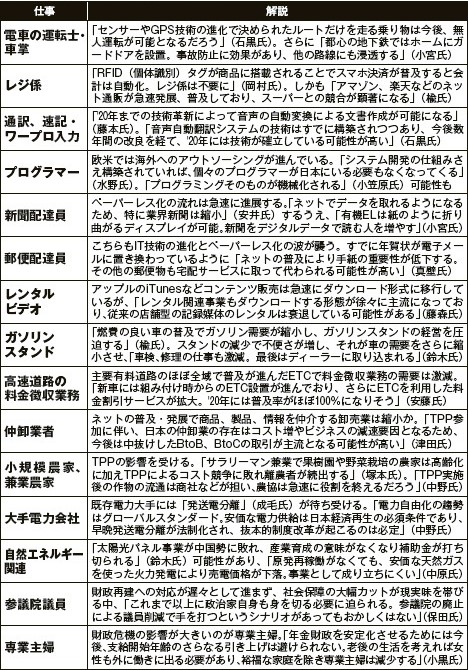 仕事
解説
電車の運転士・
車掌
「センサーやGPS技術の進化で決められたルートだけを走る乗り物は今後、無
人運転が可能となるだろう」(石黒氏)。さらに「都心の地下鉄ではホームにガ
ードドアを設置。事故防止に効果があり、他の路線にも浸透する」(小宮氏)
レジ係
「RFID(個体識別)タグが商品に搭載されることでスマホ決済が普及すると会
計は自動化。レジ係は不要に」(岡村氏)。しかも「アマゾン、楽天などのネッ
ト通販が急速発展、普及しており、スーパーとの競合が顕著になる」(楡氏)
通訳、速記・
ワープロ入力
「'20年までの技術革新によって音声の自動変換による文書作成が可能になる」
(藤本氏)。「音声自動翻訳システムの技術はすでに構築されつつあり、今後数
年間の改良を経て、'20年には技術が確立している可能性が高い」(石黒氏)
プログラマー
欧米では海外へのアウトソーシングが進んでいる。「システム開発の仕組みさ
え構築されていれば、個々のプログラマーが日本にいる必要もなくなってくる」
(水野氏)。「プログラミングそのものが機械化される」(小笠原氏)可能性も
新聞配達員
ペーパーレス化の流れは急速に進展する。「ネットでデータを取れるようになる
ため、特に業界新聞は縮小」(安井氏)するうえ、「有機ELは紙のように折り
曲がるディスプレイが可能。新聞をデジタルデータで読む人を増やす」(小宮氏)
郵便配達員
こちらもIT技術の進化とペーパーレス化の波が襲う。すでに年賀状が電子メー
ルに置き換わっているように「ネットの普及により手紙の重要性が低下する。
その他の郵便物も宅配サービスに取って代わられる可能性が高い」(真壁氏)
レンタル
ビデオ
アップルのiTunesなどコンテンツ販売は急速にダウンロード形式に移行して
いるが、「レンタル関連事業もダウンロードする形態が徐々に主流になってお
り、従来の店舗型の記録媒体のレンタルは衰退している可能性がある」(藤森氏)
ガソリン
スタンド
「燃費の良い車の普及でガソリン需要が縮小し、ガソリンスタンドの経営を圧
迫する」(楡氏)。スタンドの減少で不便さが増し、それが車の需要をさらに縮
小させ、「車検、修理の仕事も激減。最後はディーラーに取り込まれる」(鈴木氏)
高速道路の
料金徴収業務
主要有料道路のほぼ全域で普及が進んだETCで料金徴収業務の需要は激減。
「新車には組み付け時からのETC設置が進んでおり、さらにETCを利用した料
金割引サービスが拡大。'20年には普及率がほぼ100%になりそう」(安藤氏)
仲卸業者
ネットの普及・発展で商品、製品、情報を仲介する卸売業は縮小か。「TPP参
加に伴い、日本の仲卸業の存在はコスト増やビジネスの減速要因となるため、
今後は中抜けしたBtoB、BtoCの取引が主流となる可能性が高い」(津田氏)
小規模農家、
兼業農家
TPPの影響を受ける。「サラリーマン兼業で果樹園や野菜栽培の農家は高齢化
に加えTPPによるコスト競争に敗れ離農者が続出する」(塚本氏)。「TPP実施
後の作物の流通は商社などが担い、農協は急速に役割を終えるだろう」(中野氏)
大手電力会社
既存電力大手には「発送電分離」(成毛氏)が待ち受ける。「電力自由化の趨勢
はグローバルスタンダード。安価な電力供給は日本経済再生の必須条件であり、
早晩発送電分離が法制化され、抜本的制度改革が起こるのは必定」(中野氏)
自然エネルギー
関連
「太陽光パネル事業が中国勢に敗れ、産業育成の意味がなくなり補助金が打ち
切られる」(鈴木氏)可能性があり、「原発再稼働がなくても、安価な天然ガス
を使った火力発電により売電価格が下落。事業として成り立ちにくい」(中原氏)
参議院議員
財政再建への対応が遅々として進まず、社会保障の大幅カットが現実味を帯び
る中、「これまで以上に政治家自身も身を切る必要に迫られる。参議院の廃止
による議員削減で手を打つというシナリオがあってもおかしくはない」(保田氏)
専業主婦
財政危機の影響が大きいのが専業主婦。「年金財政を安定化させるためには今
後、支給開始年齢のさらなる引き上げは避けられない。老後の生活を考えれば女
性も外に働きに出る必要があり、裕福な家庭を除き専業主婦は減少する」(小黒氏)